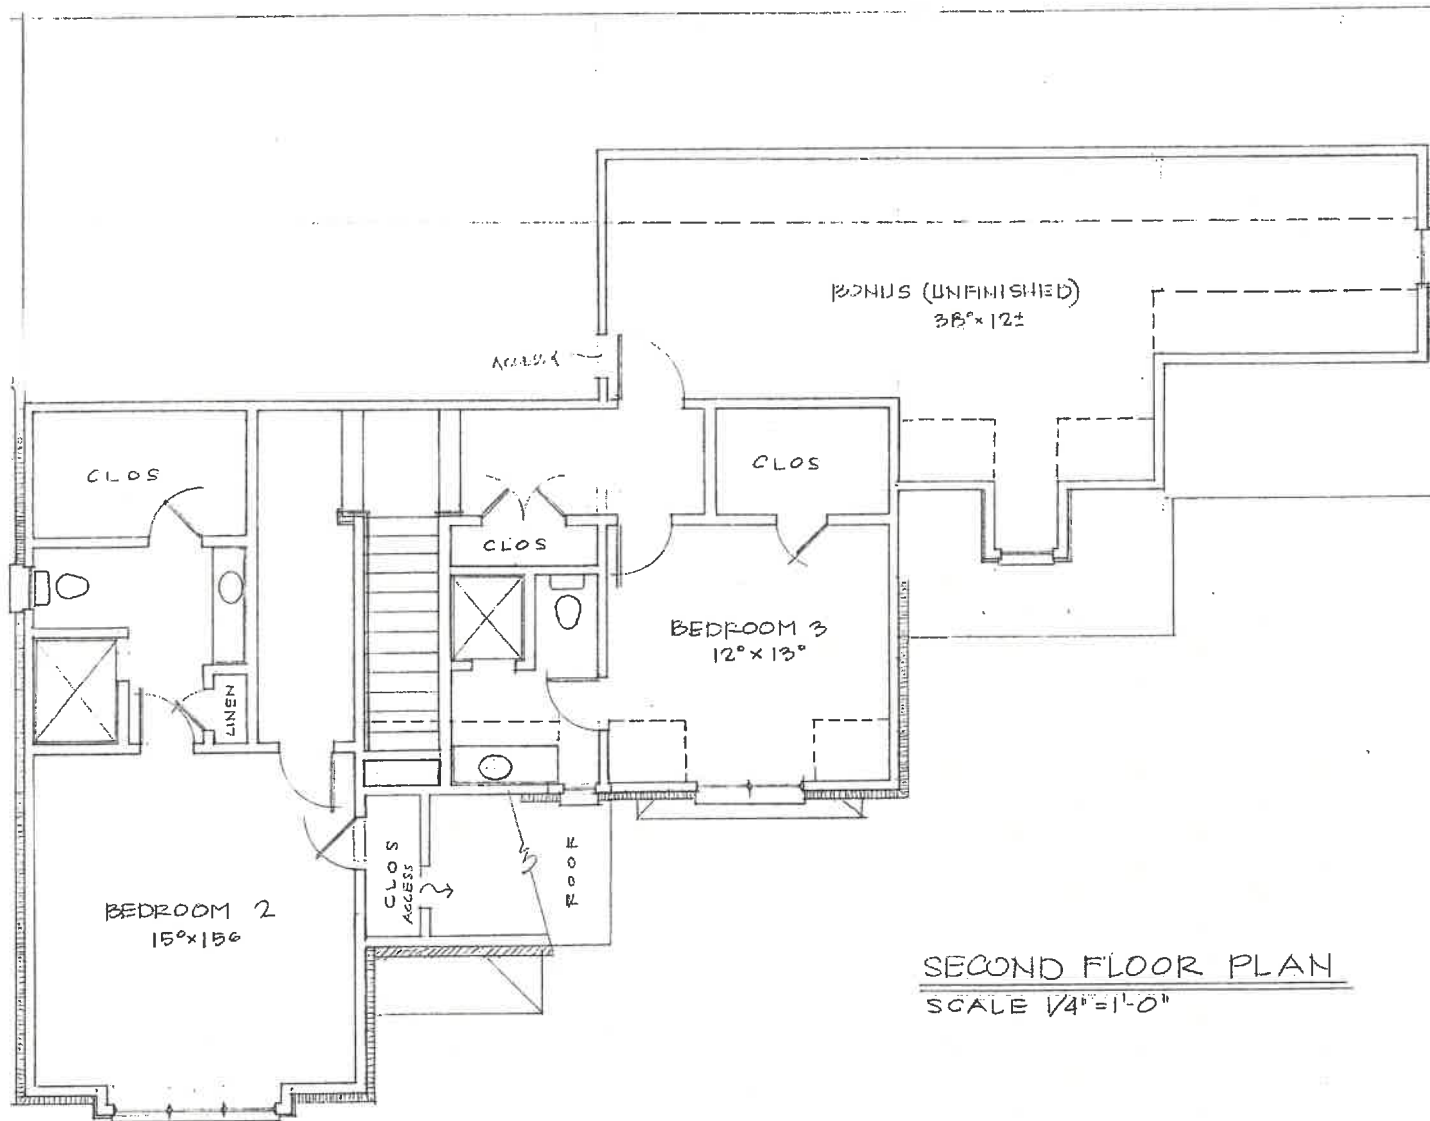 BONUS (UNFINISHED)
38⁰ x 12±
ACCESS
CLOS
CLOS
CLOS
BEDROOM 3
12⁰ x 13⁰
LINEN
CLOS
ACCESS
ROOF
BEDROOM 2
15⁰ x 15⁶
SECOND FLOOR PLAN
SCALE 1/4" = 1'-0"